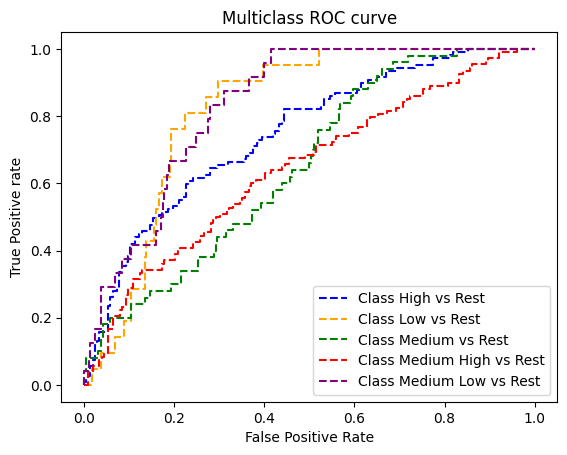 Multiclass ROC curve
True Positive rate
1.0
0.8
0.6
0.4
0.2
0.0
Class High vs Rest
Class Low vs Rest
Class Medium vs Rest
Class Medium High vs Rest
Class Medium Low vs Rest
0.0 0.2 0.4 0.6 0.8 1.0
False Positive Rate